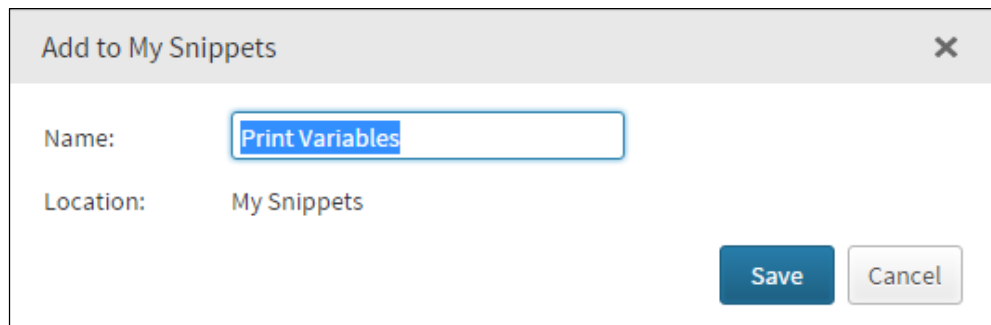 Add to My Snippets
Name: Print Variables
Location: My Snippets
Save Cancel